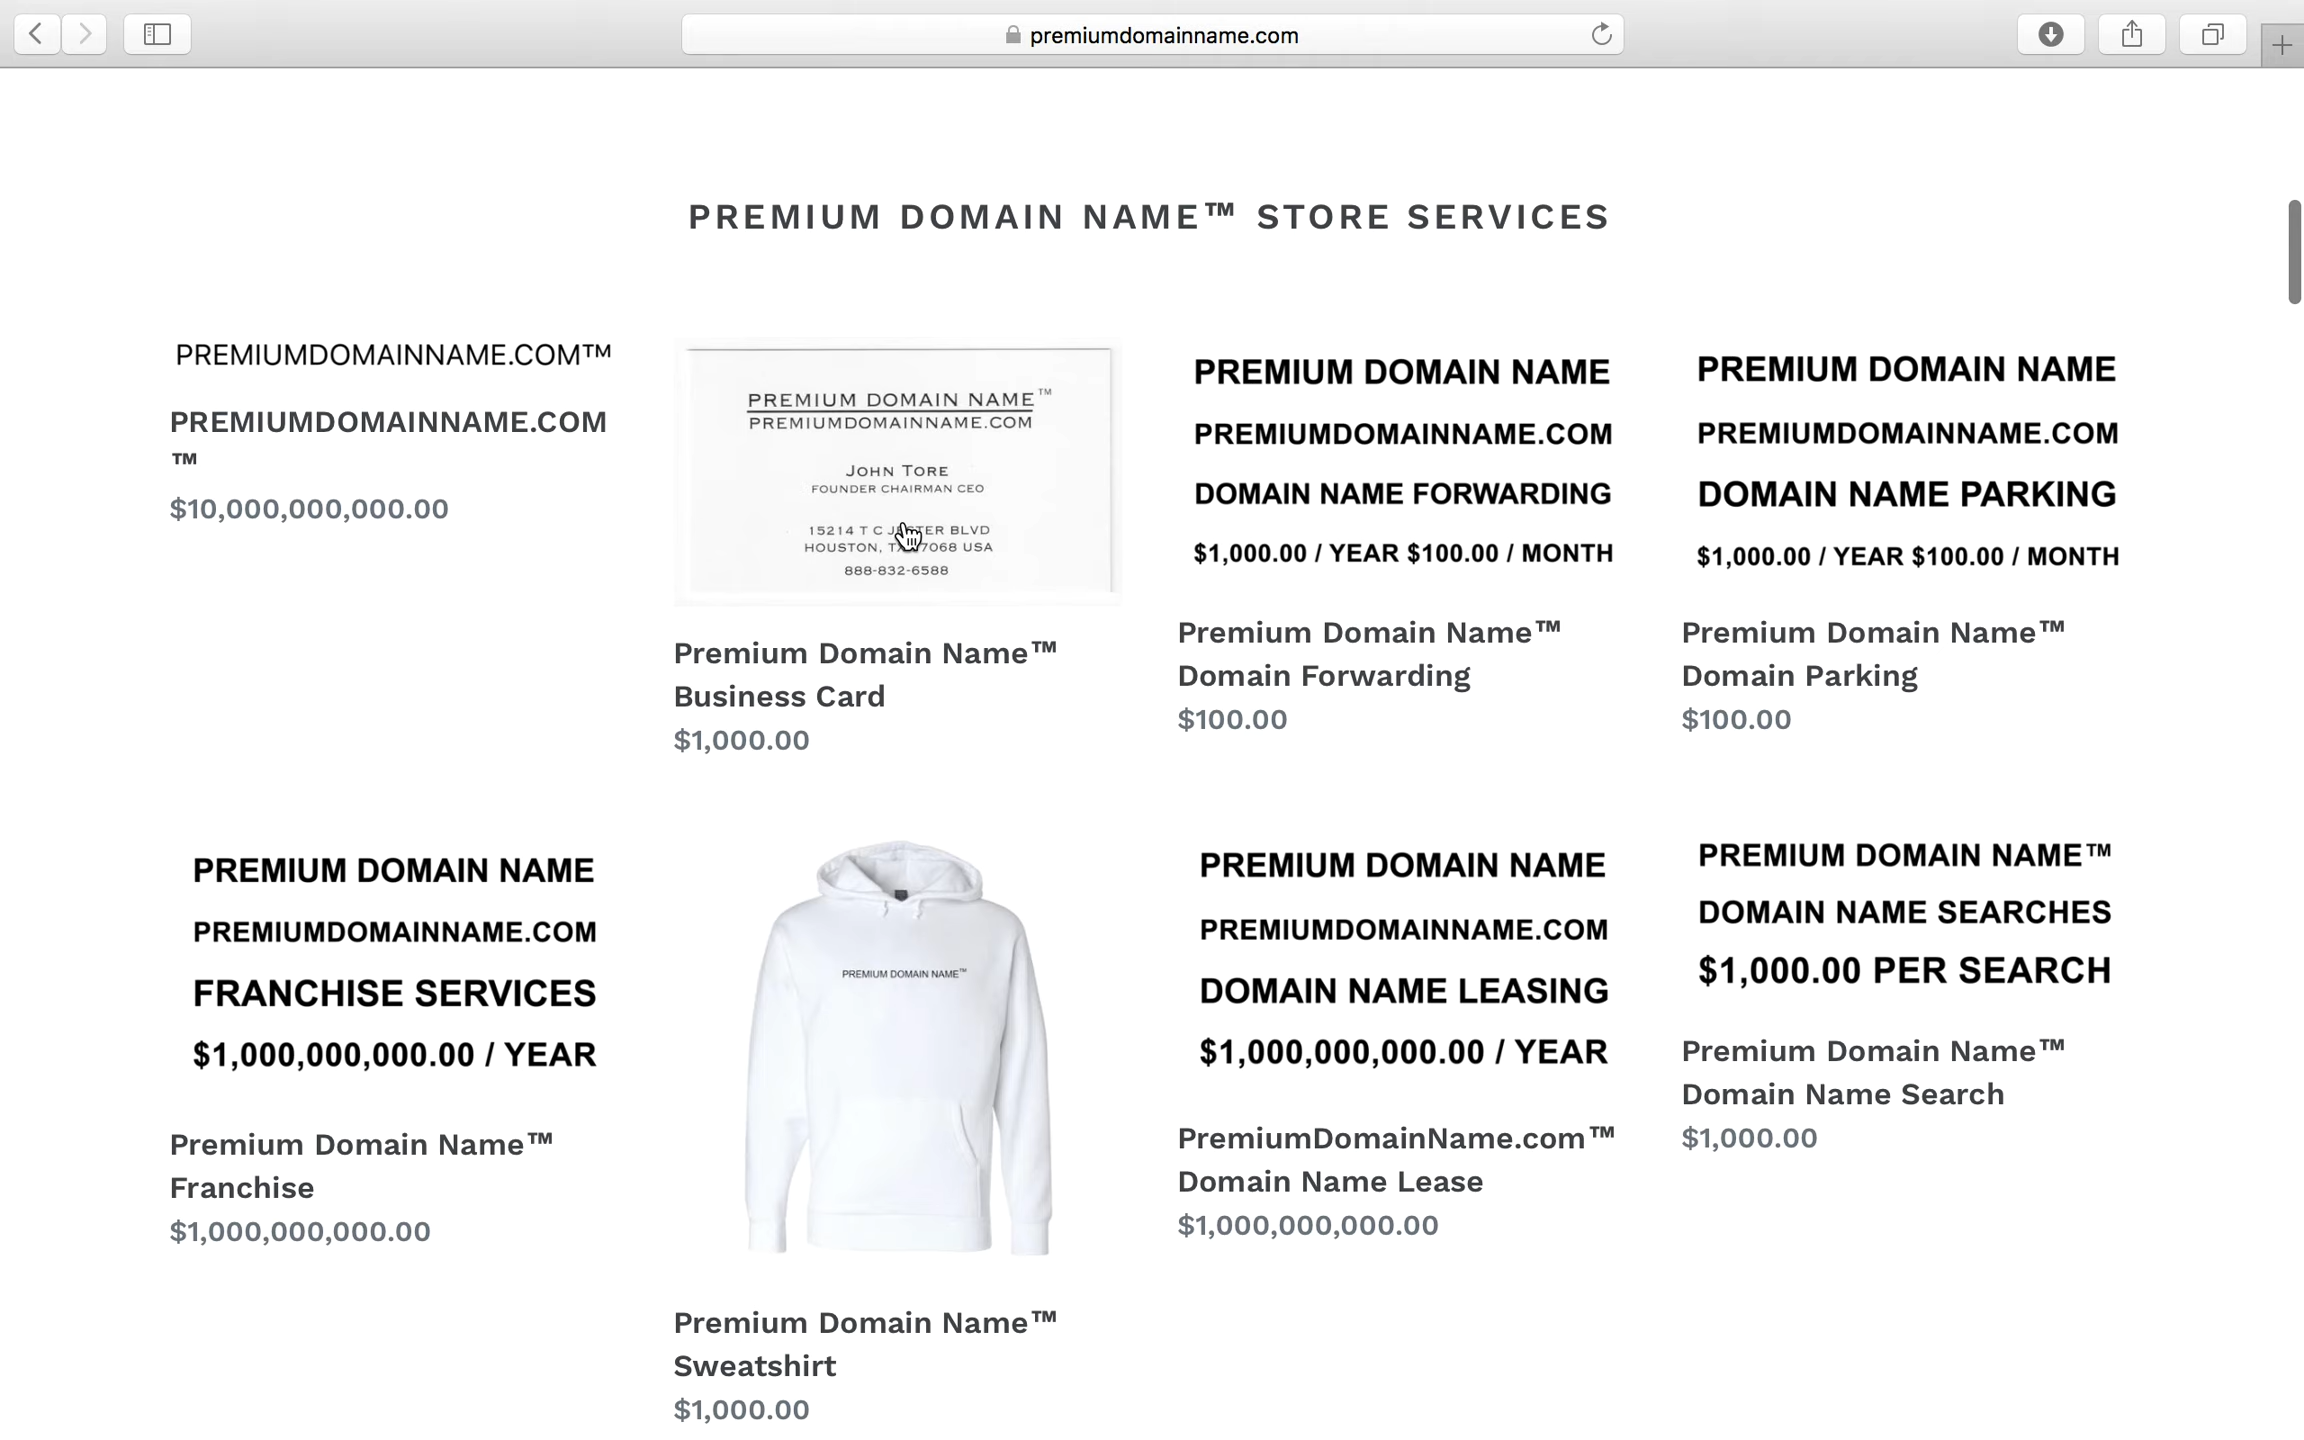 premiumdomainname.com
PREMIUM DOMAIN NAME™ STORE SERVICES
PREMIUMDOMAINNAME.COM™
PREMIUMDOMAINNAME.COM
™
$10,000,000,000.00
PREMIUM DOMAIN NAME™
PREMIUMDOMAINNAME.COM
JOHN TORE
FOUNDER CHAIRMAN CEO
15214 T C BLVD
HOUSTON, USA
888-832-6588
Premium Domain Name™
Business Card
$1,000.00
PREMIUM DOMAIN NAME
PREMIUMDOMAINNAME.COM
DOMAIN NAME FORWARDING
$1,000.00 / YEAR $100.00 / MONTH
Premium Domain Name™
Domain Forwarding
$100.00
PREMIUM DOMAIN NAME
PREMIUMDOMAINNAME.COM
DOMAIN NAME PARKING
$1,000.00 / YEAR $100.00 / MONTH
Premium Domain Name™
Domain Parking
$100.00
PREMIUM DOMAIN NAME
PREMIUMDOMAINNAME.COM
FRANCHISE SERVICES
$1,000,000,000.00 / YEAR
Premium Domain Name™
Franchise
$1,000,000,000.00
PREMIUM DOMAIN NAME™
Premium Domain Name™
Sweatshirt
$1,000.00
PREMIUM DOMAIN NAME
PREMIUMDOMAINNAME.COM
DOMAIN NAME LEASING
$1,000,000,000.00 / YEAR
PremiumDomainName.com™
Domain Name Lease
$1,000,000,000.00
PREMIUM DOMAIN NAME™
DOMAIN NAME SEARCHES
$1,000.00 PER SEARCH
Premium Domain Name™
Domain Name Search
$1,000.00